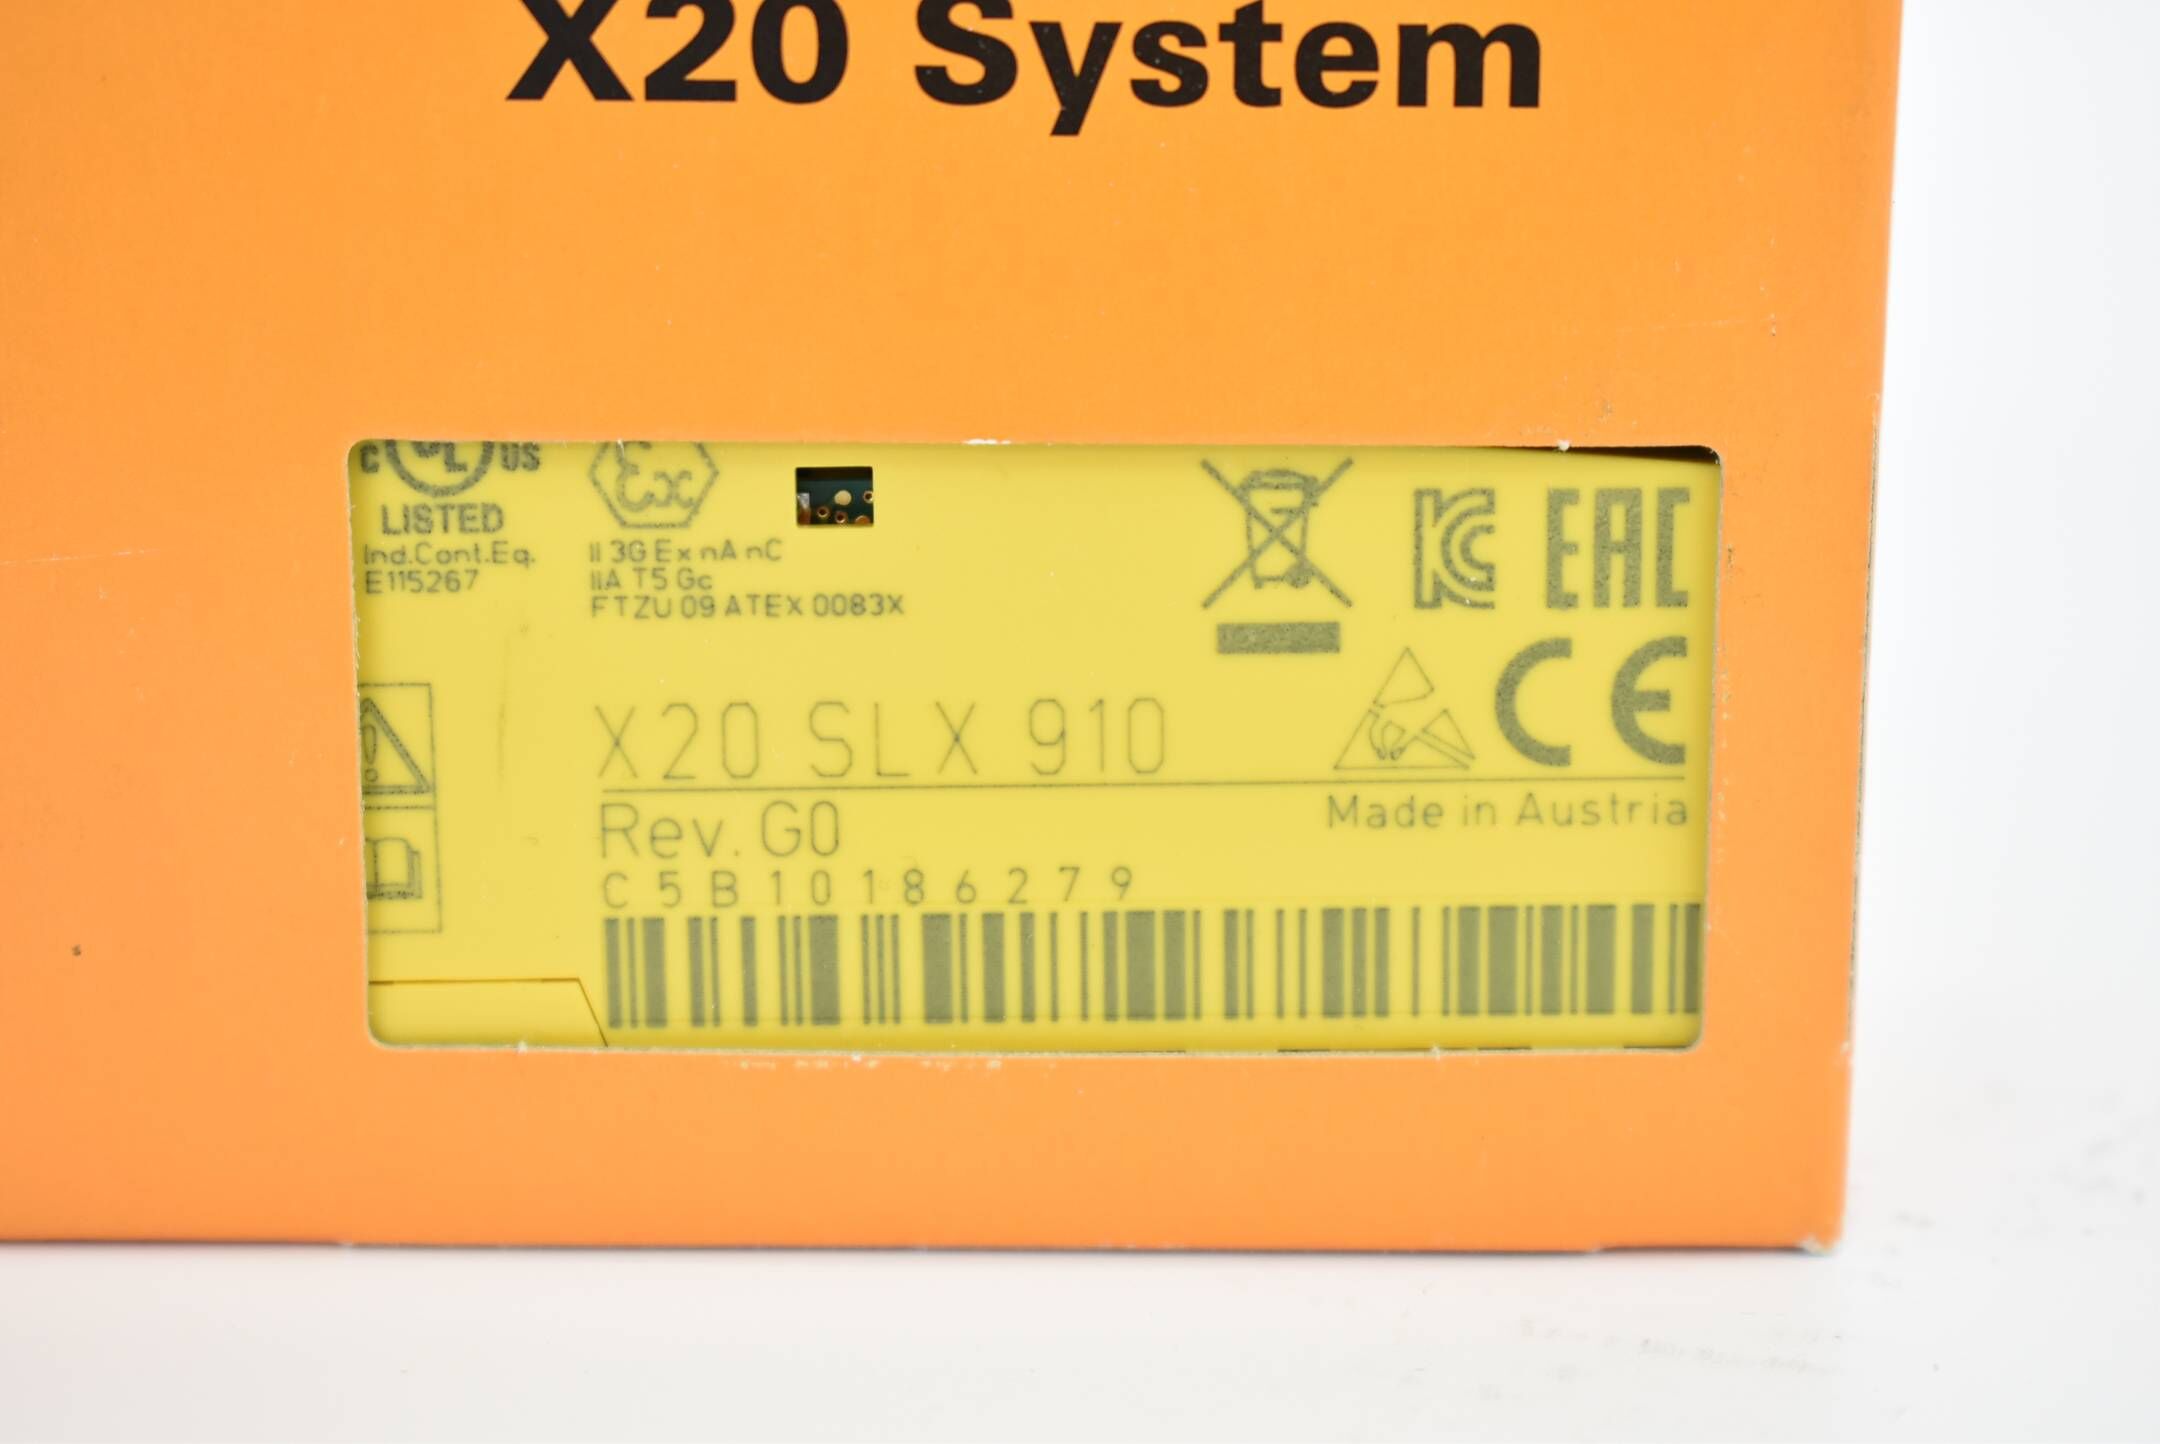 X20 System
C UL US
LISTED
Ind.Cont.Eq.
E115267
Ex
II 3G Ex nA nC
IIA T5 Gc
FTZU 09 ATEX 0083X
KC EAC
CE
X20 SLX 910
Rev. G0
Made in Austria
C5B10186279